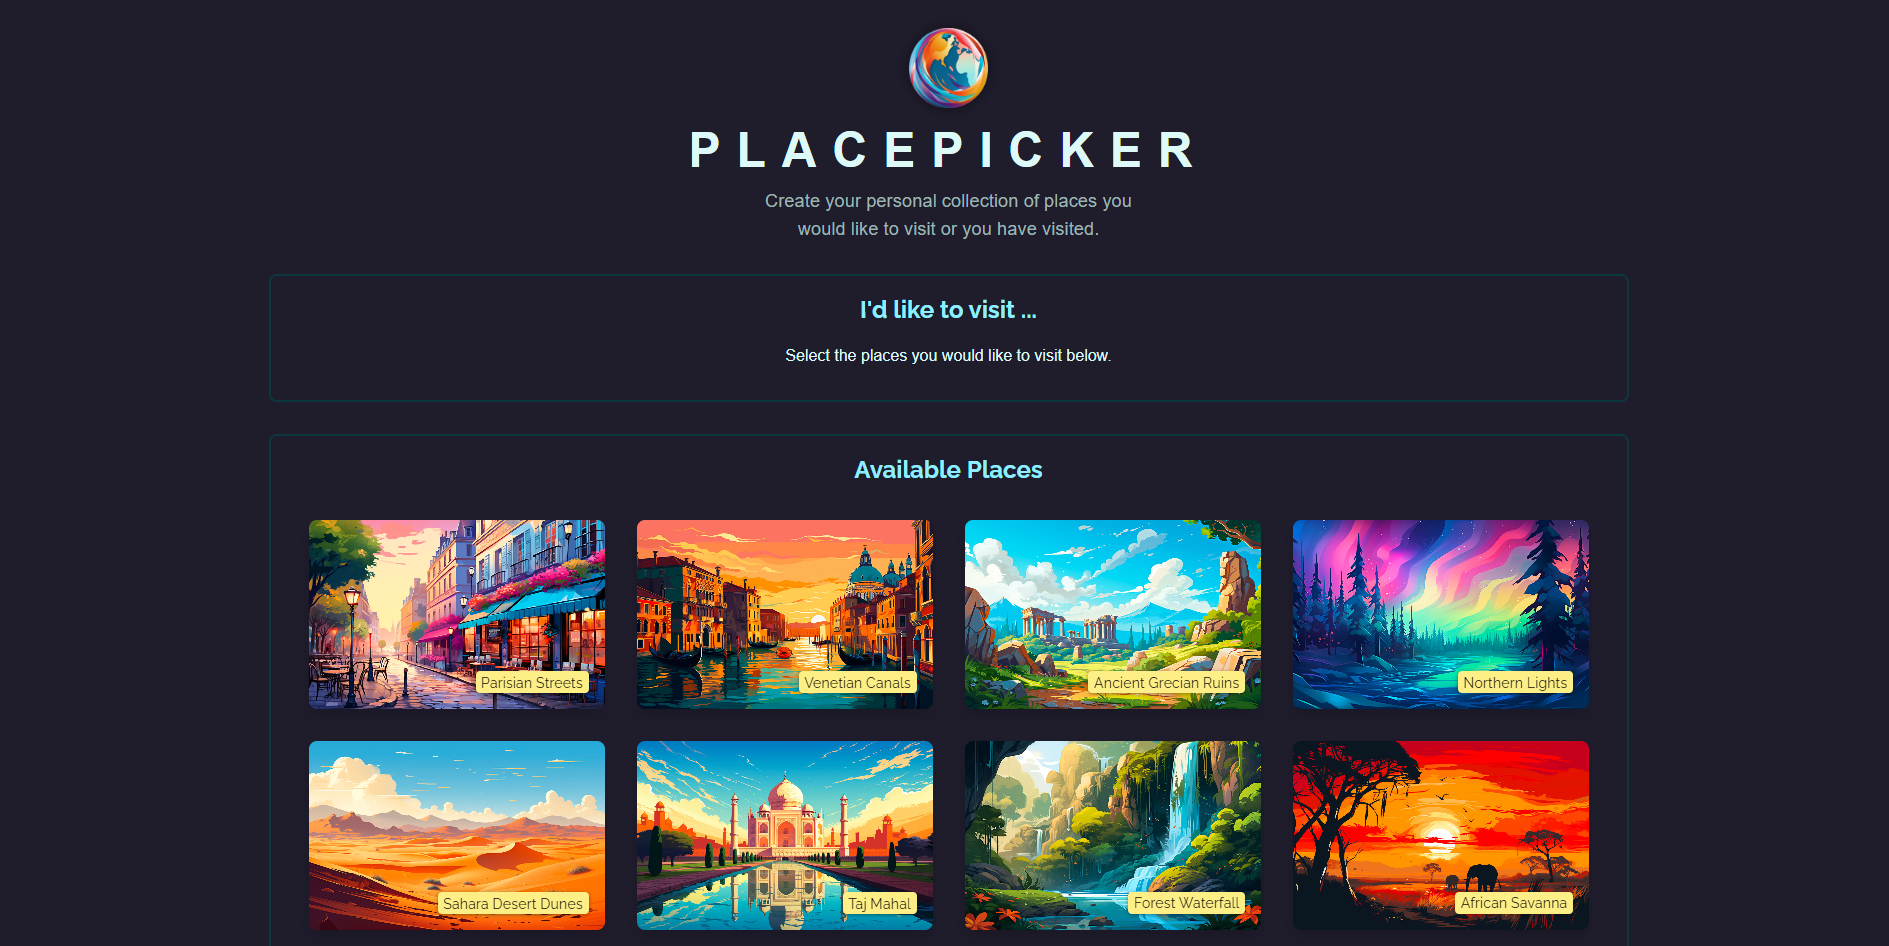 PLACEPICKER
Create your personal collection of places you
would like to visit or you have visited.
I'd like to visit ...
Select the places you would like to visit below.
Available Places
Parisian Streets
Venetian Canals
Ancient Grecian Ruins
Northern Lights
Sahara Desert Dunes
Taj Mahal
Forest Waterfall
African Savanna